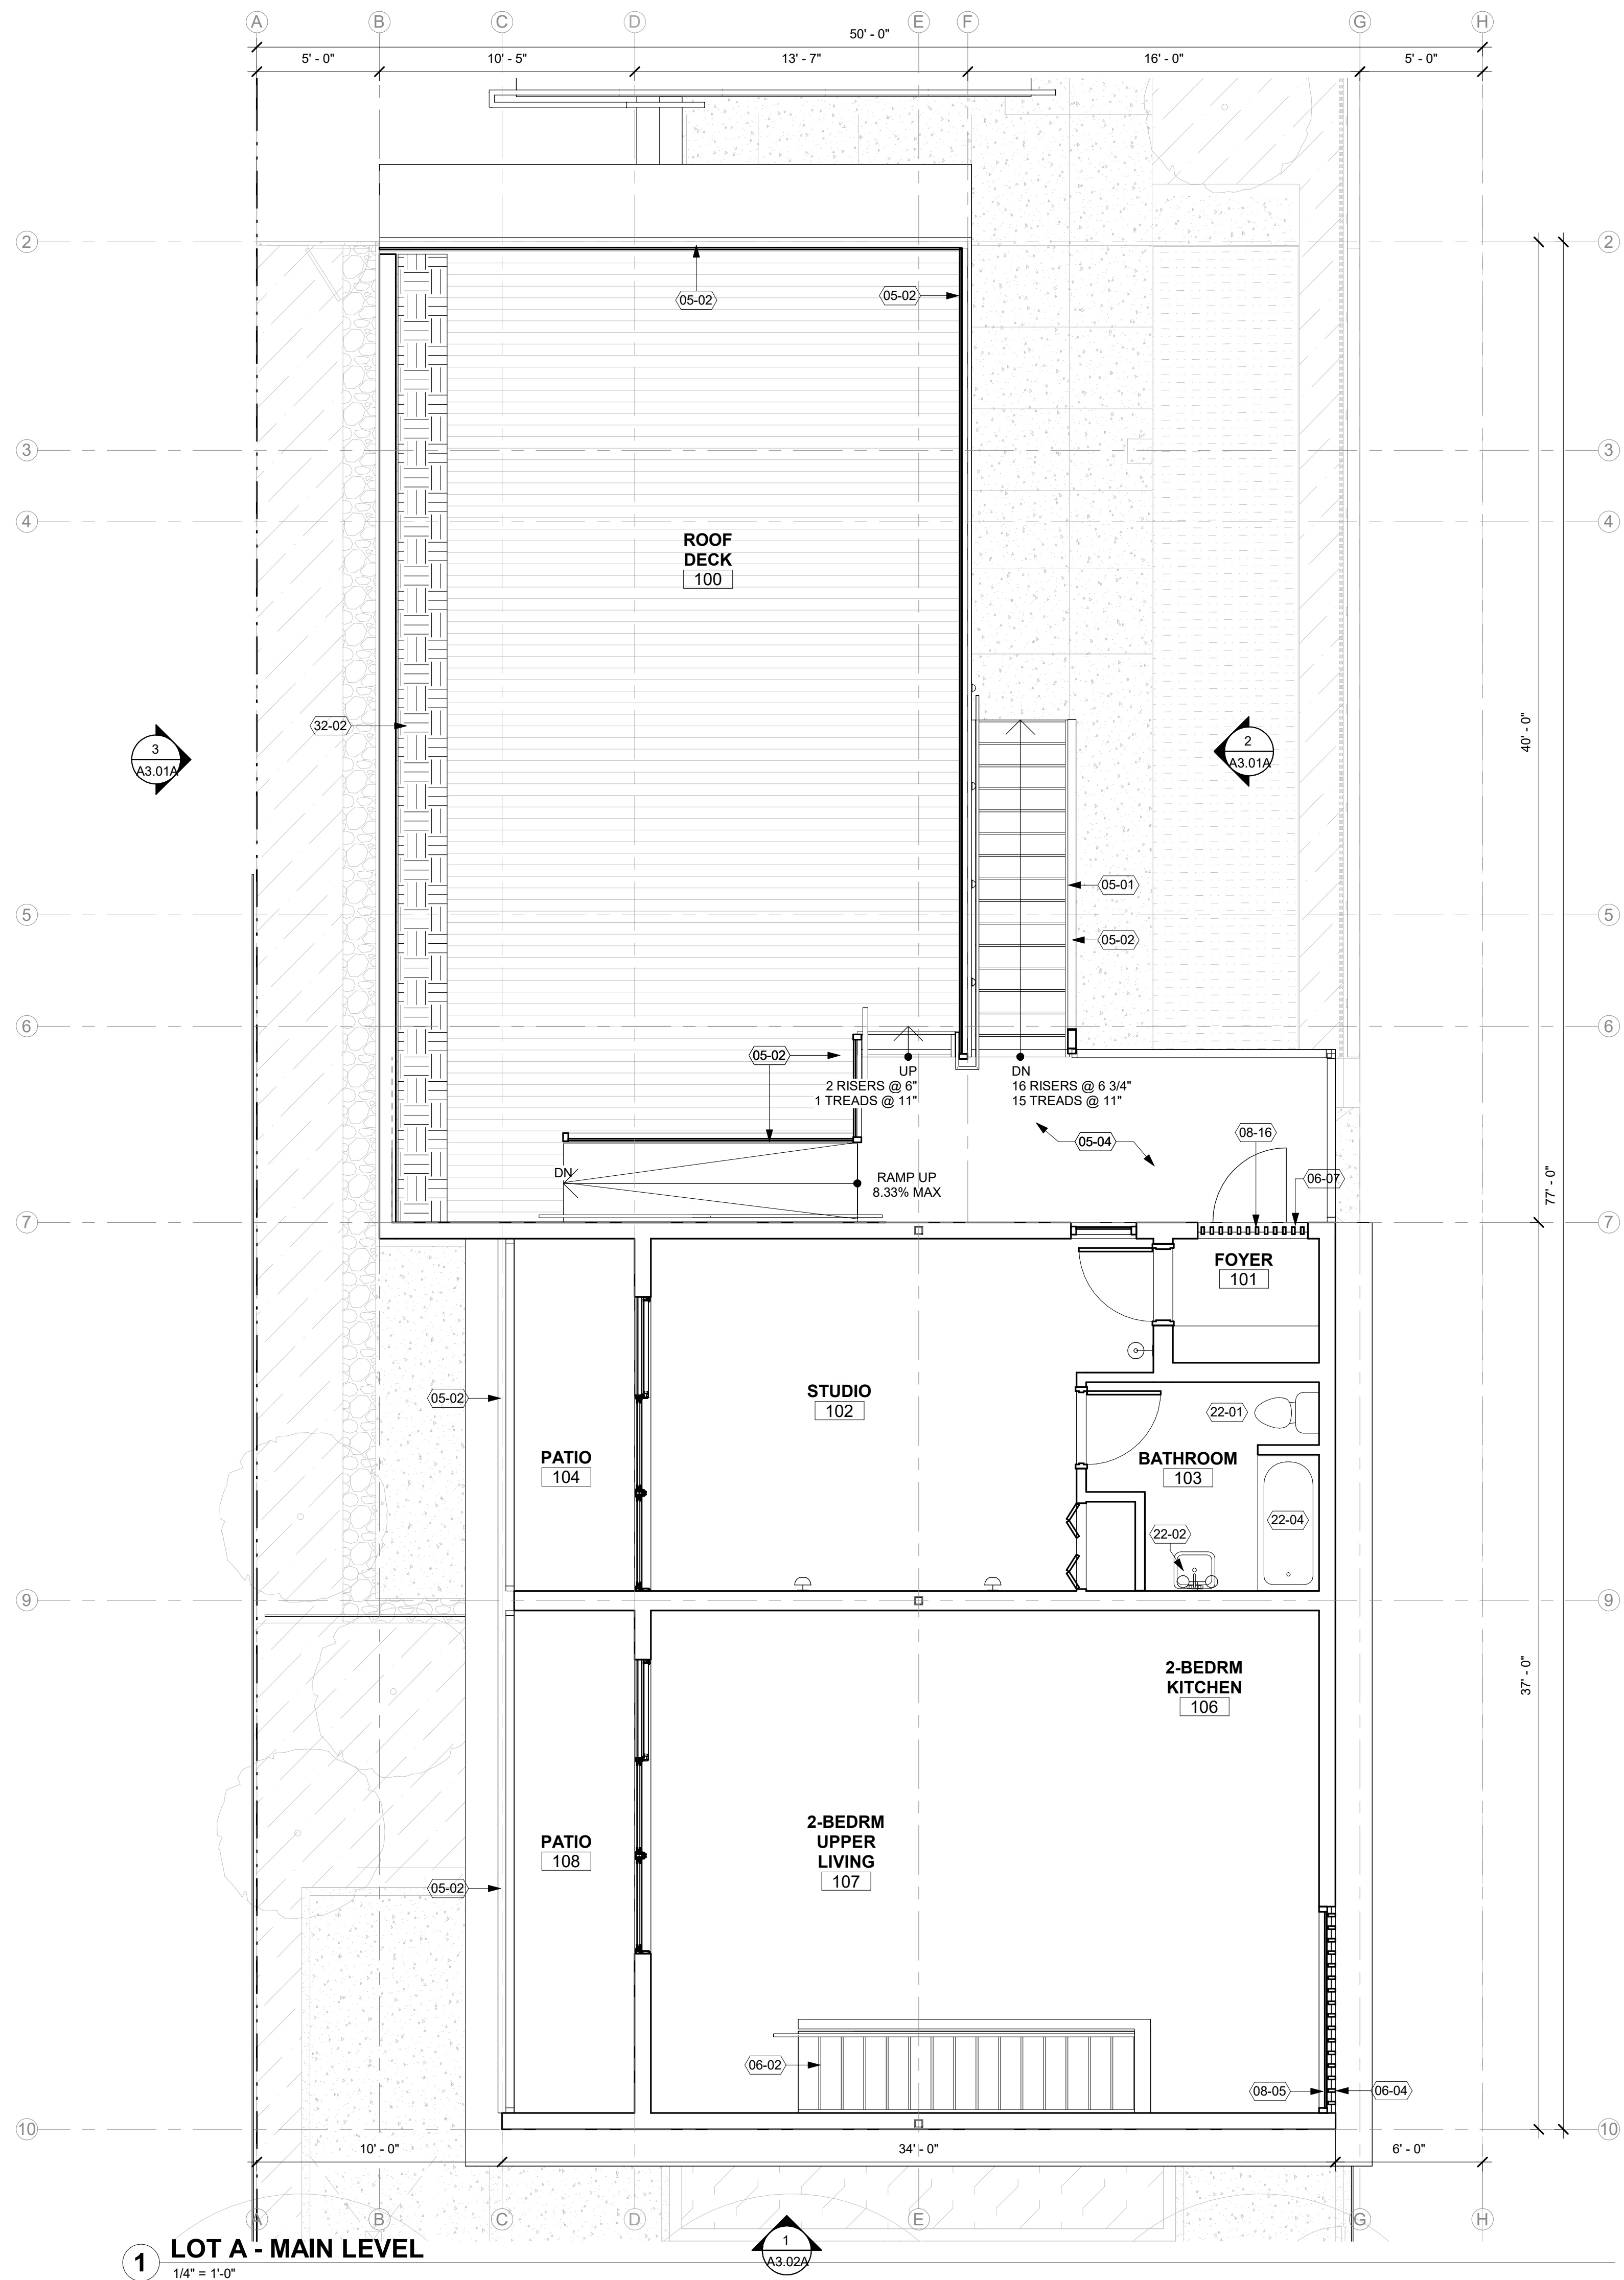 A B C D E F G H
50' - 0"
5' - 0" 10' - 5" 13' - 7" 16' - 0" 5' - 0"
2 2
05-02 05-02
3 3
4 4
ROOF
DECK
100
32-02
3
A3.01A
2
A3.01A
40' - 0"
05-01
5 5
05-02
6 6
05-02
UP
2 RISERS @ 6"
1 TREADS @ 11"
DN
16 RISERS @ 6 3/4"
15 TREADS @ 11"
05-04
08-16
06-07
DN
RAMP UP
8.33% MAX
77' - 0"
7 7
FOYER
101
STUDIO
102
05-02
22-01
PATIO
104
BATHROOM
103
22-04
22-02
9 9
2-BEDRM
KITCHEN
106
37' - 0"
2-BEDRM
UPPER
LIVING
107
PATIO
108
05-02
06-02
08-05
06-04
10 10
10' - 0" 34' - 0" 6' - 0"
A B C D E G H
1
A3.02A
1 LOT A - MAIN LEVEL
1/4" = 1'-0"